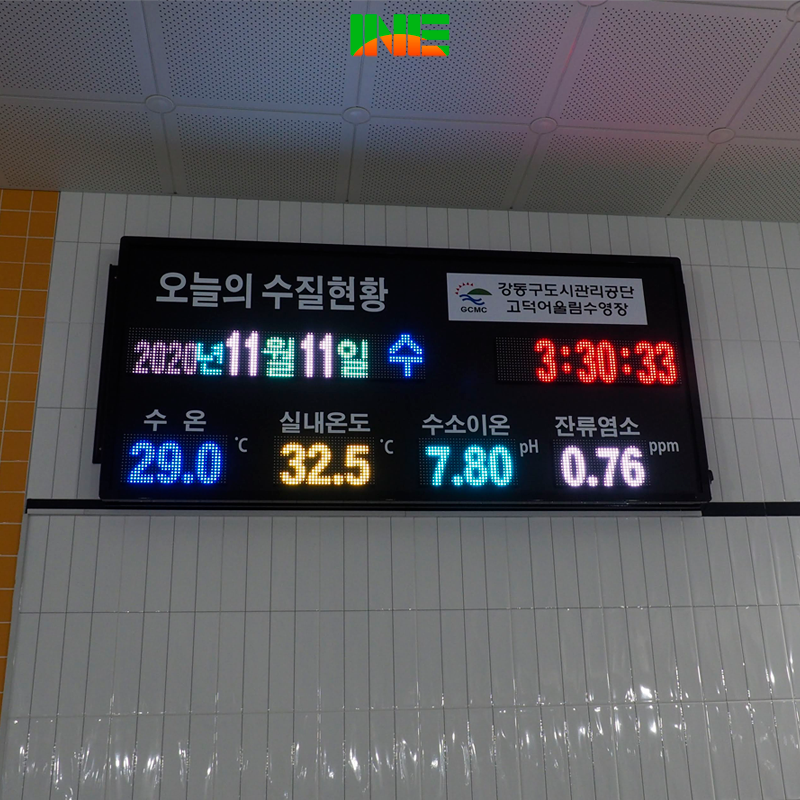 INE
오늘의 수질현황
GCMC
강동구도시관리공단
고덕어울림수영장
2020년11월11일 수
3:30:33
수 온 실내온도 수소이온 잔류염소
29.0 °C 32.5 °C 7.80 pH 0.76 ppm